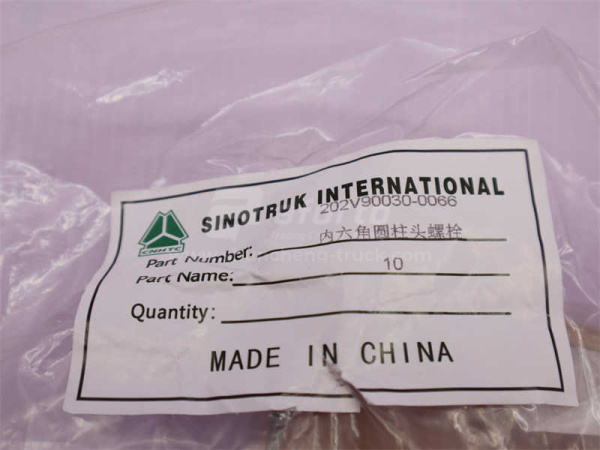 SINOTRUK INTERNATIONAL
CNHTC
202V90030-0066
Part Number:
内六角圆柱头螺栓
Part Name:
10
Quantity:
MADE IN CHINA